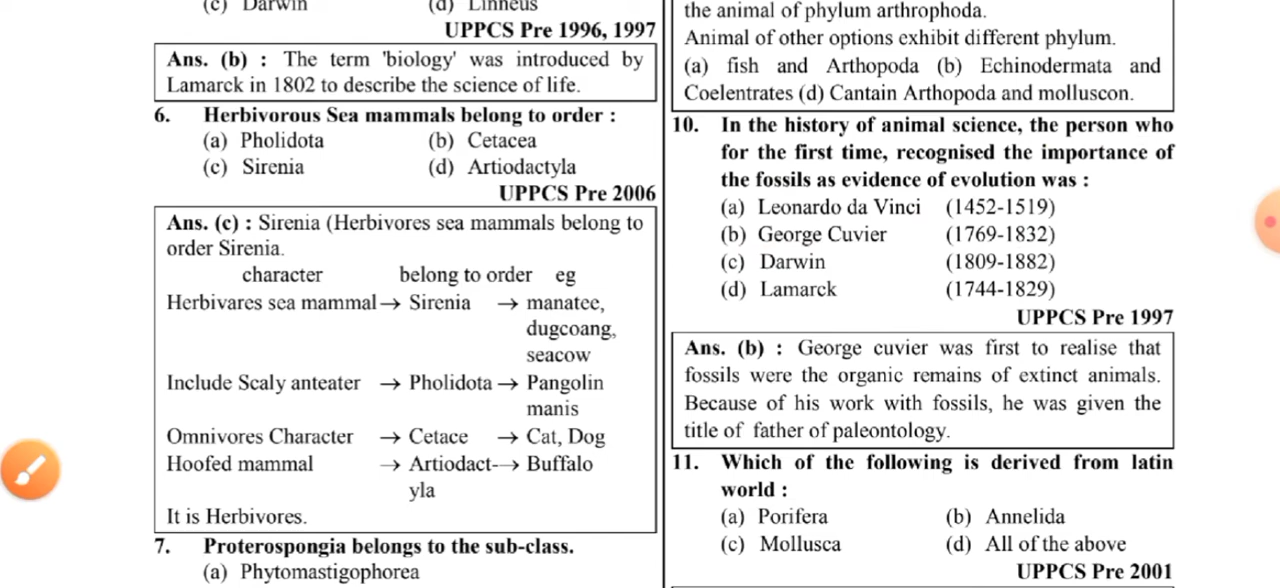 (c) Darwin (d) Linneus
UPPCS Pre 1996, 1997
Ans. (b) : The term 'biology' was introduced by
Lamarck in 1802 to describe the science of life.
6. Herbivorous Sea mammals belong to order :
(a) Pholidota (b) Cetacea
(c) Sirenia (d) Artiodactyla
UPPCS Pre 2006
Ans. (c) : Sirenia (Herbivores sea mammals belong to
order Sirenia.
character belong to order eg
Herbivares sea mammal → Sirenia → manatee,
dugcoang,
seacow
Include Scaly anteater → Pholidota → Pangolin
manis
Omnivores Character → Cetace → Cat, Dog
Hoofed mammal → Artiodact-→ Buffalo
yla
It is Herbivores.
7. Proterospongia belongs to the sub-class.
(a) Phytomastigophorea
the animal of phylum arthrophoda.
Animal of other options exhibit different phylum.
(a) fish and Arthopoda (b) Echinodermata and
Coelentrates (d) Cantain Arthopoda and molluscon.
10. In the history of animal science, the person who
for the first time, recognised the importance of
the fossils as evidence of evolution was :
(a) Leonardo da Vinci (1452-1519)
(b) George Cuvier (1769-1832)
(c) Darwin (1809-1882)
(d) Lamarck (1744-1829)
UPPCS Pre 1997
Ans. (b) : George cuvier was first to realise that
fossils were the organic remains of extinct animals.
Because of his work with fossils, he was given the
title of father of paleontology.
11. Which of the following is derived from latin
world :
(a) Porifera (b) Annelida
(c) Mollusca (d) All of the above
UPPCS Pre 2001